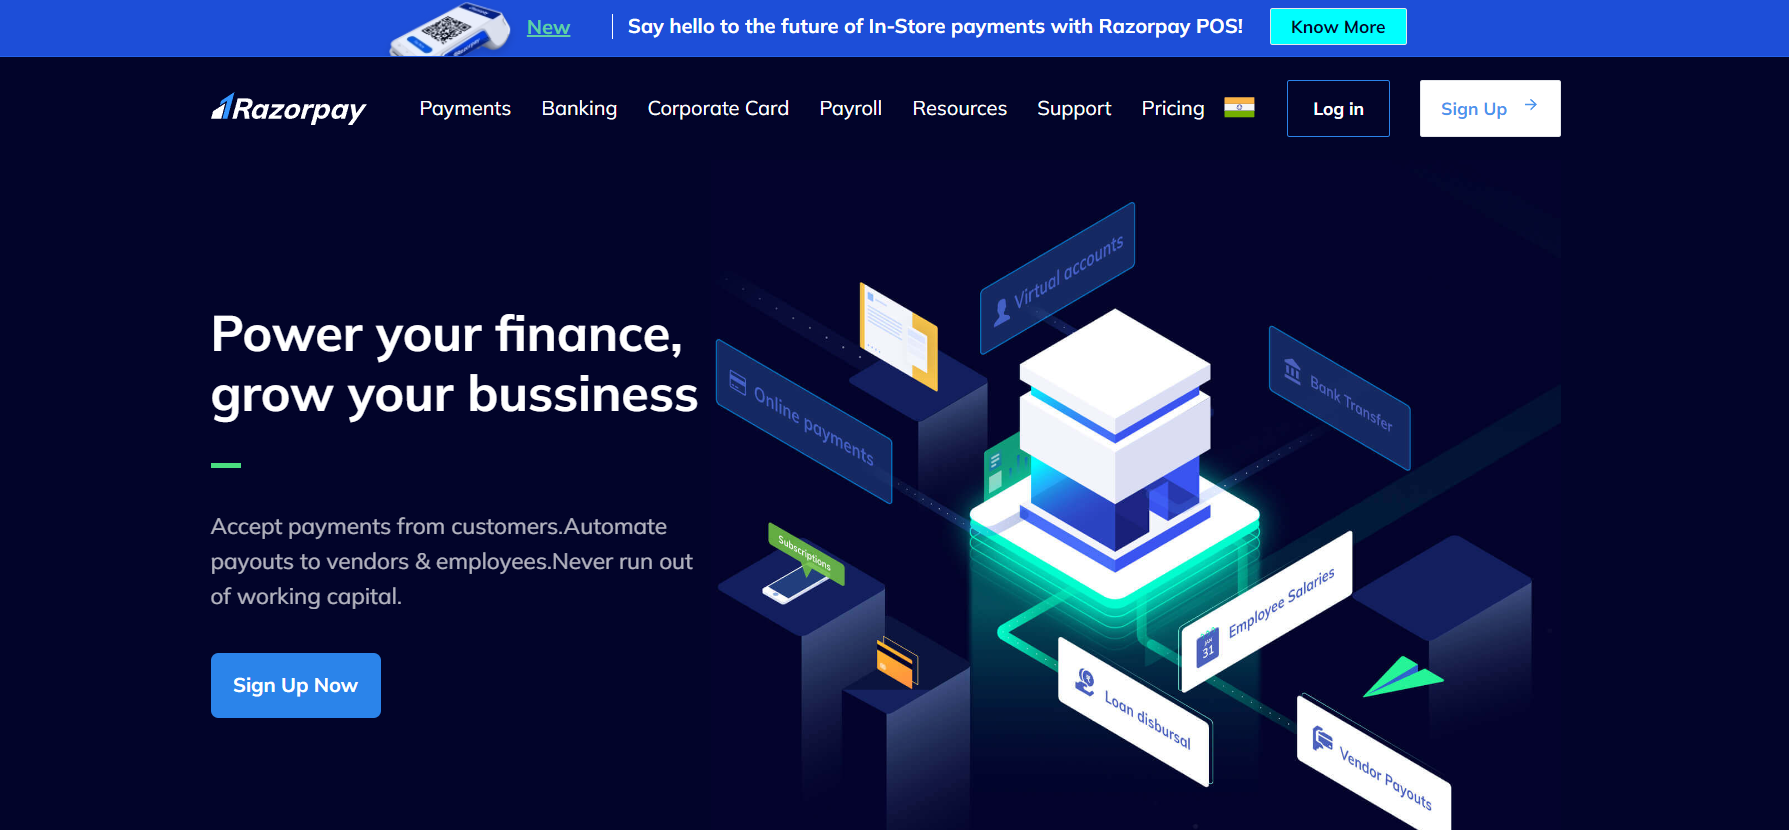 New
Say hello to the future of In-Store payments with Razorpay POS!
Know More
Razorpay
Payments
Banking
Corporate Card
Payroll
Resources
Support
Pricing
Log in
Sign Up
Power your finance,
grow your bussiness
Accept payments from customers.Automate
payouts to vendors & employees.Never run out
of working capital.
Sign Up Now
Virtual accounts
Online payments
Bank Transfer
Subscriptions
Employee Salaries
JAN
31
Loan disbursal
Vendor Payouts